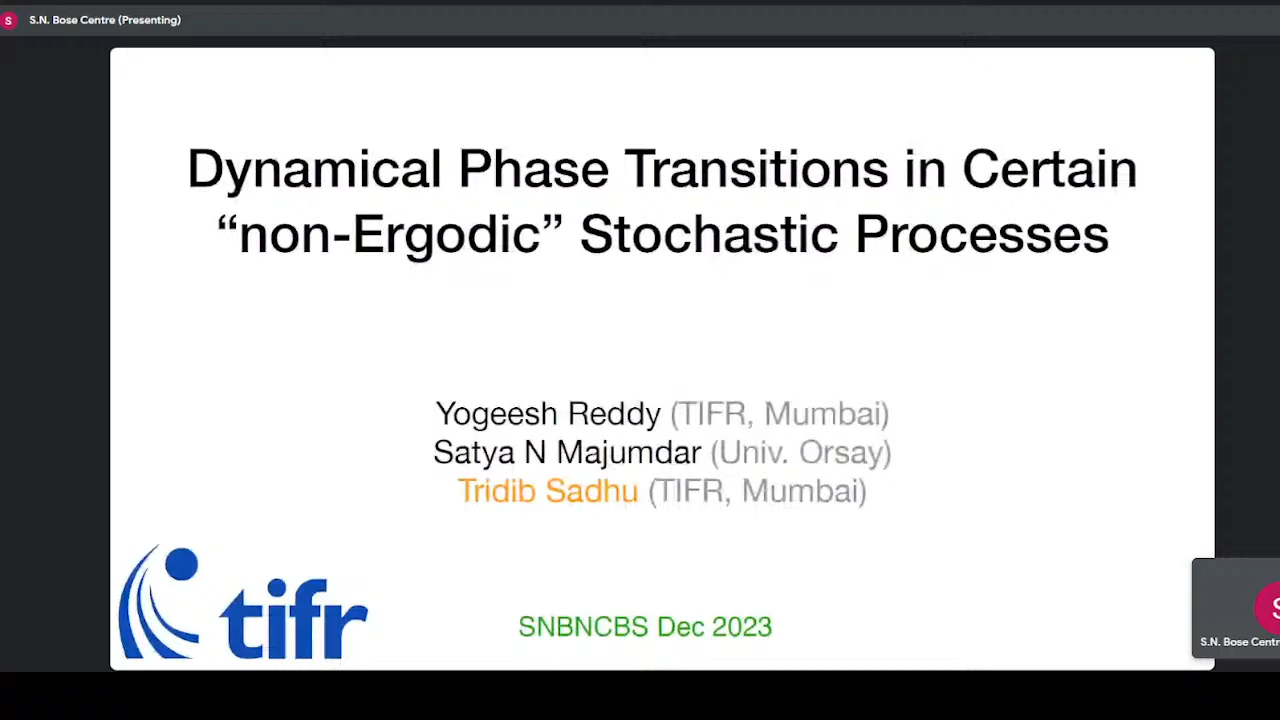 S S.N. Bose Centre (Presenting)
Dynamical Phase Transitions in Certain
“non-Ergodic” Stochastic Processes
Yogeesh Reddy (TIFR, Mumbai)
Satya N Majumdar (Univ. Orsay)
Tridib Sadhu (TIFR, Mumbai)
tifr
SNBNCBS Dec 2023
S
S.N. Bose Centr